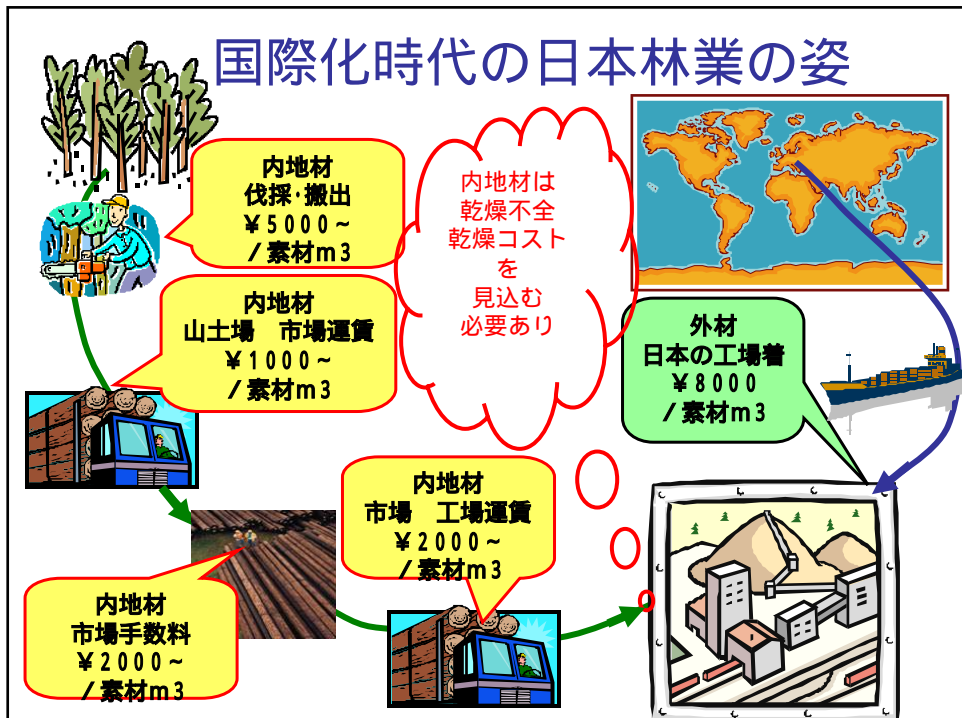 国際化時代の日本林業の姿
内地材
伐採･搬出
￥５０００～
／素材ｍ３
内地材は
乾燥不全
乾燥コスト
を
見込む
必要あり
内地材
山土場　市場運賃
￥１０００～
／素材ｍ３
外材
日本の工場着
￥８０００
／素材ｍ３
内地材
市場　工場運賃
￥２０００～
／素材ｍ３
内地材
市場手数料
￥２０００～
／素材ｍ３